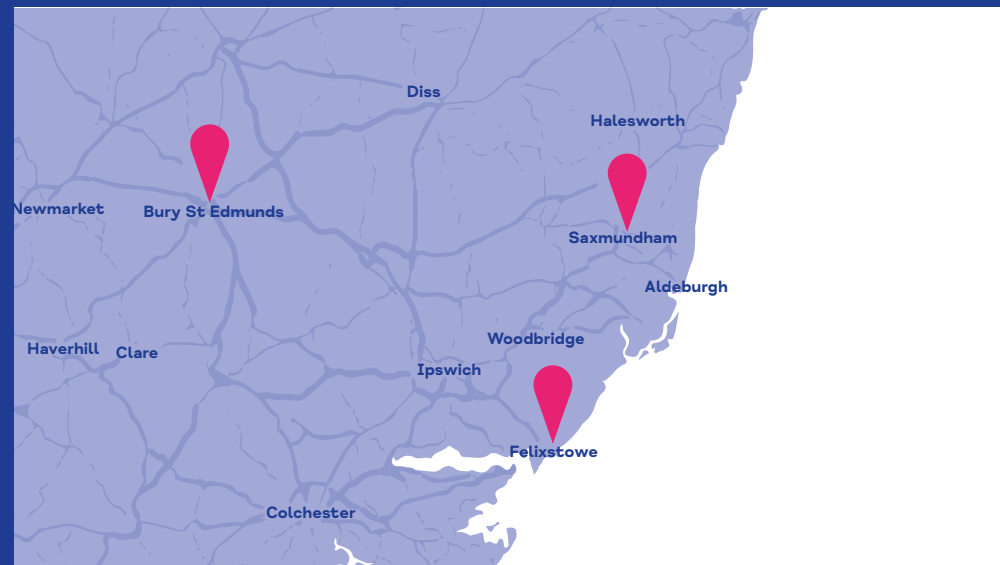 Diss
Halesworth
Newmarket
Bury St Edmunds
Saxmundham
Aldeburgh
Woodbridge
Haverhill
Clare
Ipswich
Felixstowe
Colchester